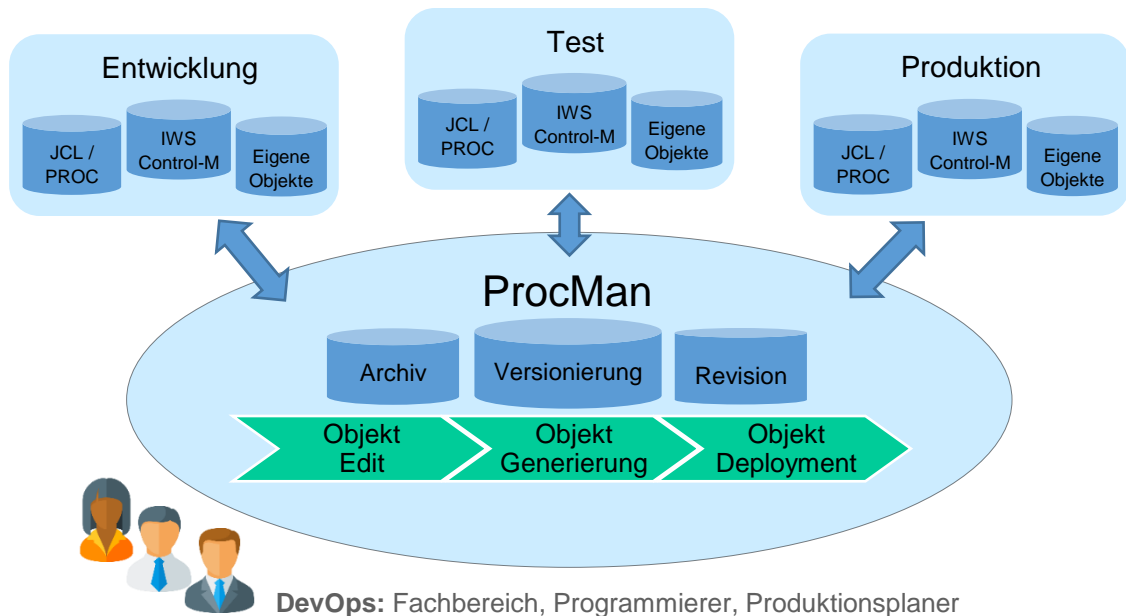 Entwicklung
JCL /
PROC
IWS
Control-M
Eigene
Objekte
Test
JCL /
PROC
IWS
Control-M
Eigene
Objekte
Produktion
JCL /
PROC
IWS
Control-M
Eigene
Objekte
ProcMan
Archiv
Versionierung
Revision
Objekt
Edit
Objekt
Generierung
Objekt
Deployment
DevOps: Fachbereich, Programmierer, Produktionsplaner